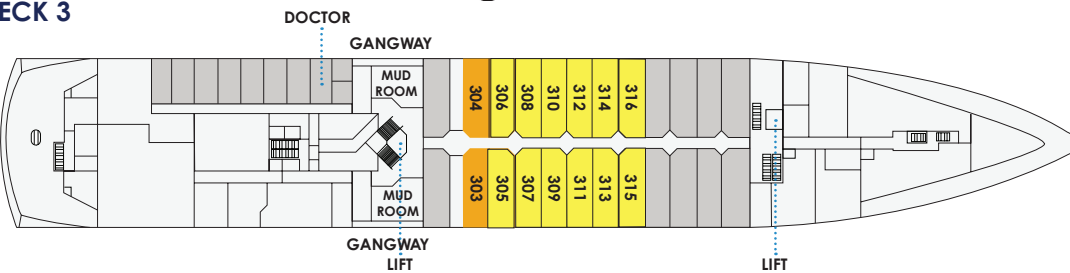 ECK 3
DOCTOR
GANGWAY
MUD
ROOM
304
306
308
310
312
314
316
303
305
307
309
311
313
315
MUD
ROOM
GANGWAY
LIFT
LIFT